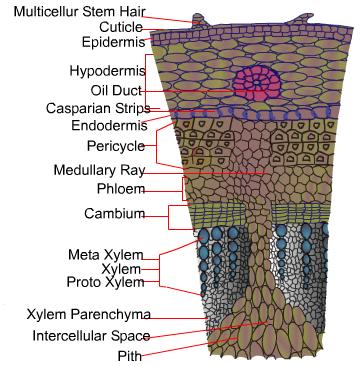 Multicellur Stem Hair
Cuticle
Epidermis
Hypodermis
Oil Duct
Casparian Strips
Endodermis
Pericycle
Medullary Ray
Phloem
Cambium
Meta Xylem
Xylem
Proto Xylem
Xylem Parenchyma
Intercellular Space
Pith